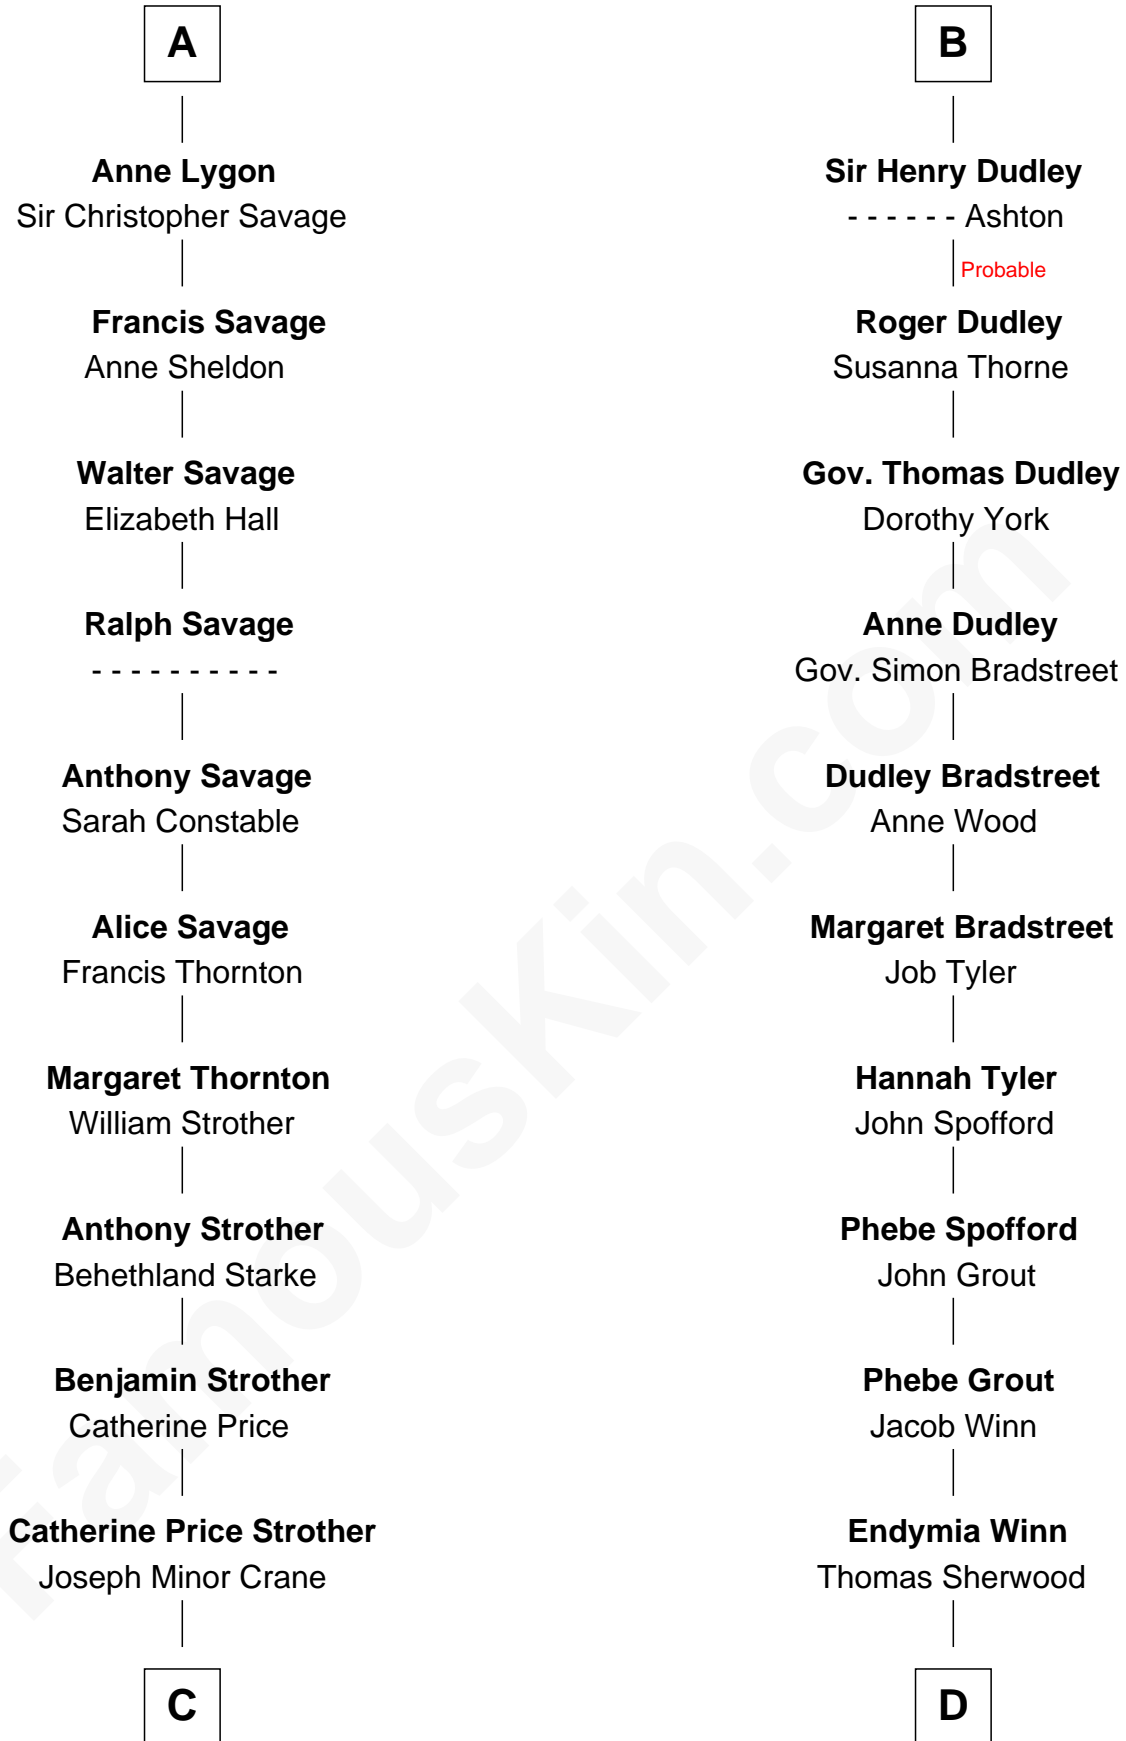 A
Anne Lygon
Sir Christopher Savage
Francis Savage
Anne Sheldon
Walter Savage
Elizabeth Hall
Ralph Savage
- - - - - - - - - -
Anthony Savage
Sarah Constable
Alice Savage
Francis Thornton
Margaret Thornton
William Strother
Anthony Strother
Behethland Starke
Benjamin Strother
Catherine Price
Catherine Price Strother
Joseph Minor Crane
C
B
Sir Henry Dudley
- - - - - - Ashton
Probable
Roger Dudley
Susanna Thorne
Gov. Thomas Dudley
Dorothy York
Anne Dudley
Gov. Simon Bradstreet
Dudley Bradstreet
Anne Wood
Margaret Bradstreet
Job Tyler
Hannah Tyler
John Spofford
Phebe Spofford
John Grout
Phebe Grout
Jacob Winn
Endymia Winn
Thomas Sherwood
D
FamousKin.com